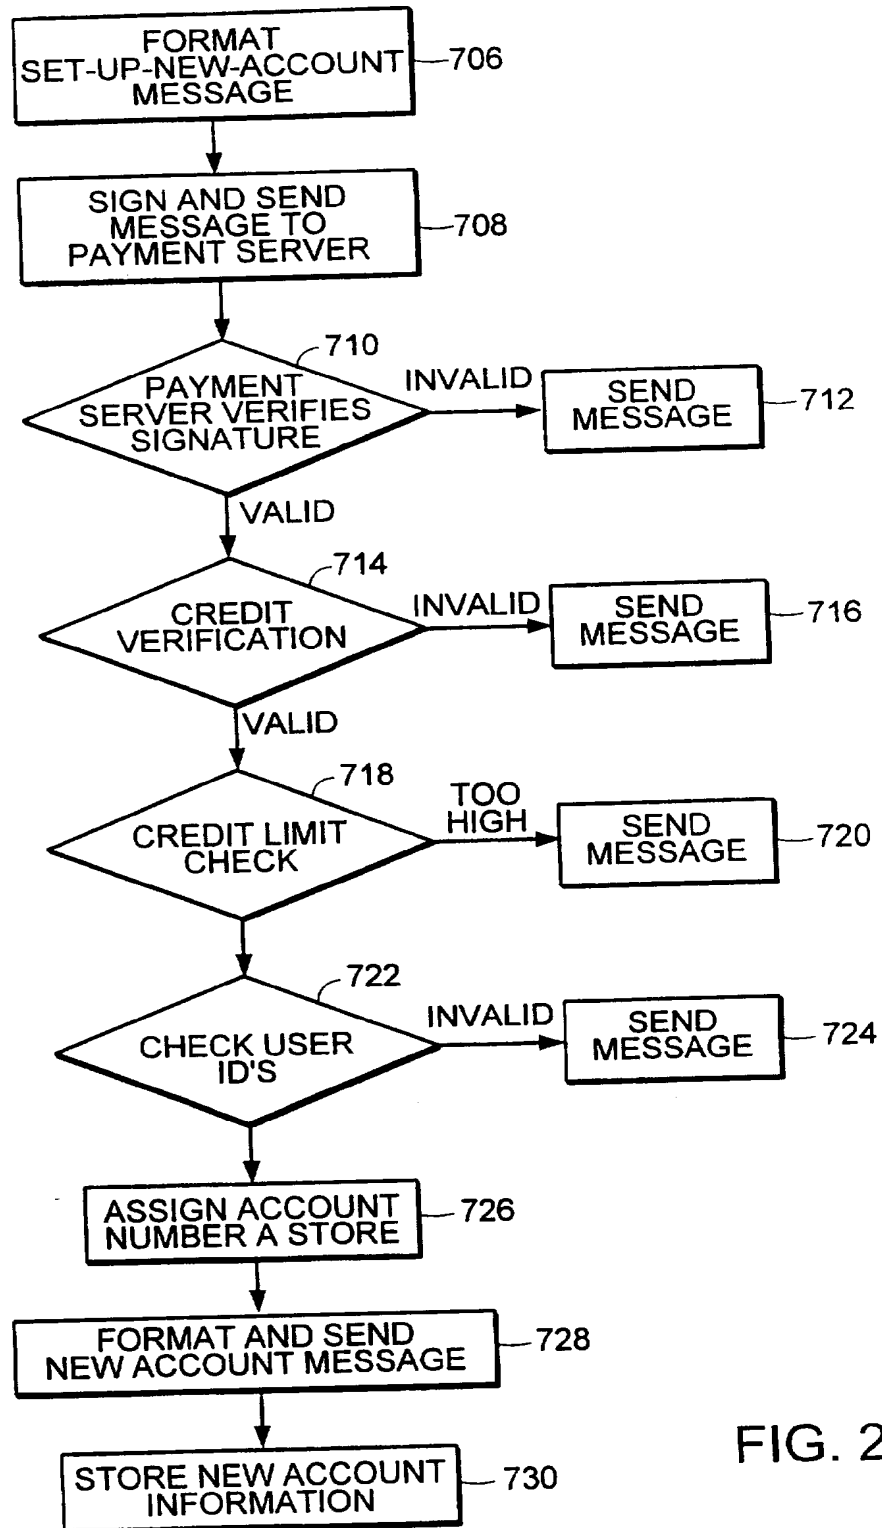 FORMAT
SET-UP-NEW-ACCOUNT
MESSAGE
706
SIGN AND SEND
MESSAGE TO
PAYMENT SERVER
708
710
PAYMENT
SERVER VERIFIES
SIGNATURE
INVALID
SEND
MESSAGE
712
VALID
714
CREDIT
VERIFICATION
INVALID
SEND
MESSAGE
716
VALID
718
CREDIT LIMIT
CHECK
TOO
HIGH
SEND
MESSAGE
720
722
CHECK USER
ID'S
INVALID
SEND
MESSAGE
724
ASSIGN ACCOUNT
NUMBER A STORE
726
FORMAT AND SEND
NEW ACCOUNT MESSAGE
728
STORE NEW ACCOUNT
INFORMATION
730
FIG. 2